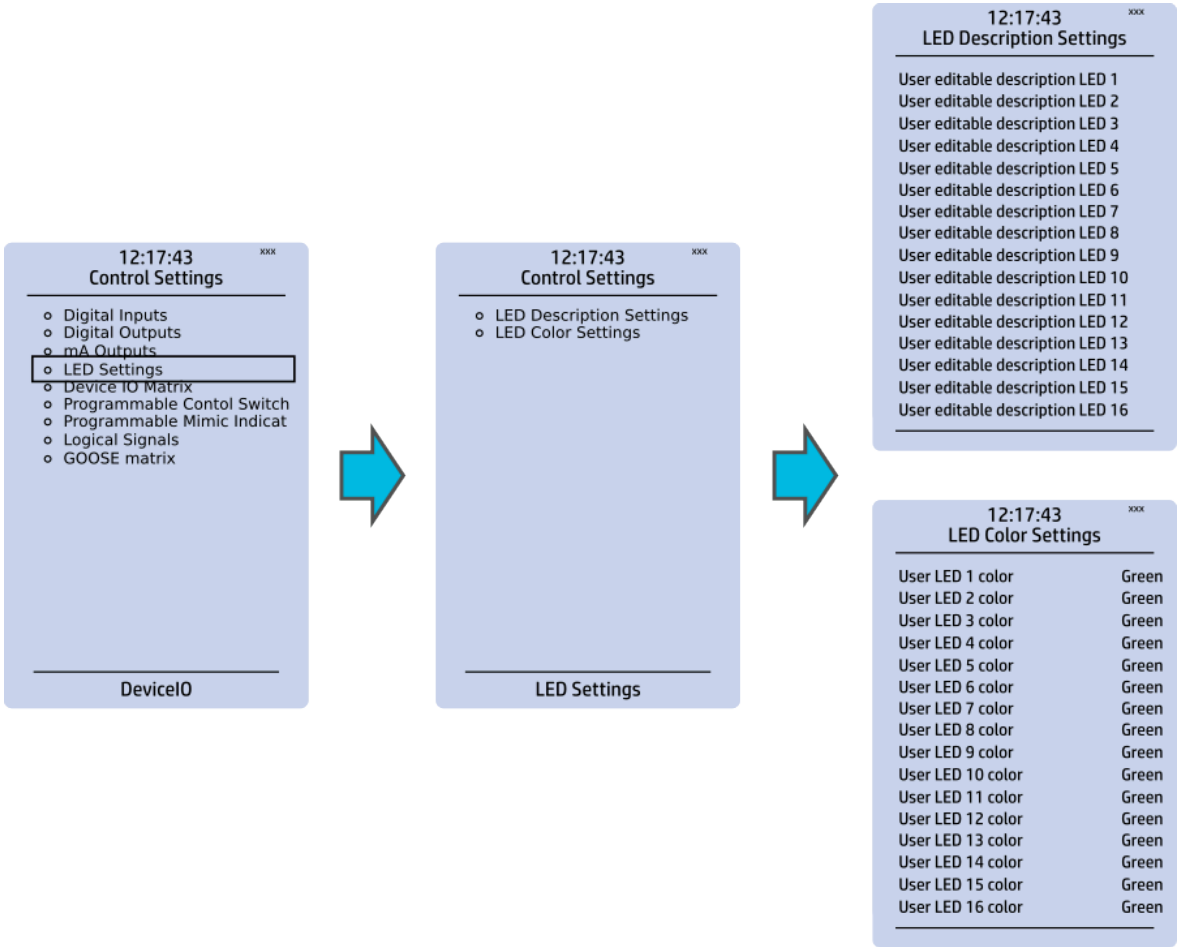 12:17:43 xxx
Control Settings
Digital Inputs
Digital Outputs
mA Outputs
LED Settings
Device IO Matrix
Programmable Contol Switch
Programmable Mimic Indicat
Logical Signals
GOOSE matrix
DeviceIO
12:17:43 xxx
Control Settings
LED Description Settings
LED Color Settings
LED Settings
12:17:43 xxx
LED Description Settings
User editable description LED 1
User editable description LED 2
User editable description LED 3
User editable description LED 4
User editable description LED 5
User editable description LED 6
User editable description LED 7
User editable description LED 8
User editable description LED 9
User editable description LED 10
User editable description LED 11
User editable description LED 12
User editable description LED 13
User editable description LED 14
User editable description LED 15
User editable description LED 16
12:17:43 xxx
LED Color Settings
User LED 1 color Green
User LED 2 color Green
User LED 3 color Green
User LED 4 color Green
User LED 5 color Green
User LED 6 color Green
User LED 7 color Green
User LED 8 color Green
User LED 9 color Green
User LED 10 color Green
User LED 11 color Green
User LED 12 color Green
User LED 13 color Green
User LED 14 color Green
User LED 15 color Green
User LED 16 color Green